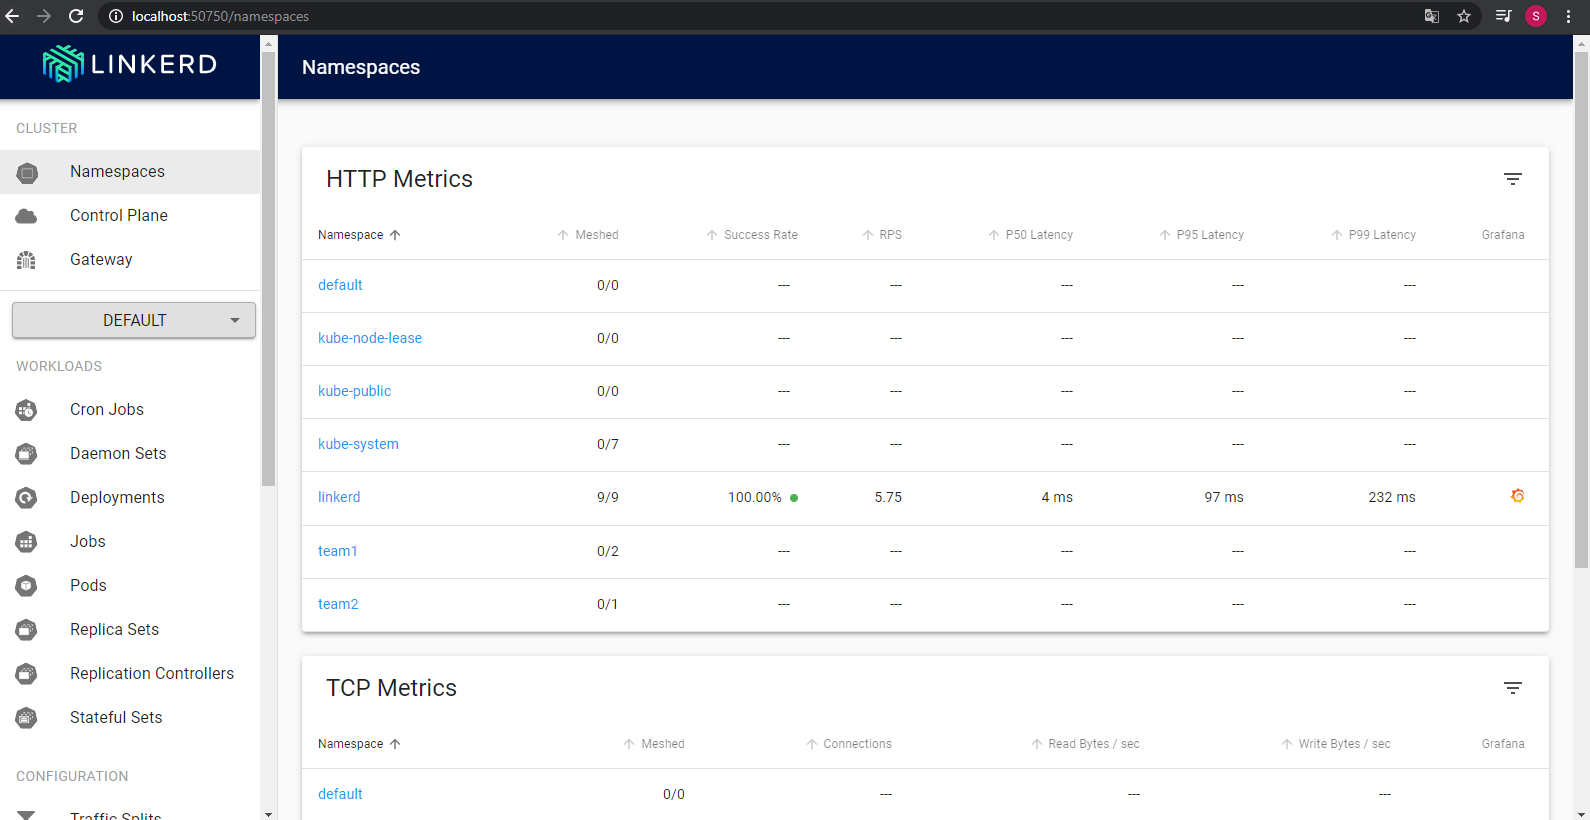 localhost:50750/namespaces
S
LINKERD
Namespaces
CLUSTER
Namespaces
Control Plane
Gateway
DEFAULT
WORKLOADS
Cron Jobs
Daemon Sets
Deployments
Jobs
Pods
Replica Sets
Replication Controllers
Stateful Sets
CONFIGURATION
Traffic Splits
HTTP Metrics
Namespace Meshed Success Rate RPS P50 Latency P95 Latency P99 Latency Grafana
default 0/0 --- --- --- --- ---
kube-node-lease 0/0 --- --- --- --- ---
kube-public 0/0 --- --- --- --- ---
kube-system 0/7 --- --- --- --- ---
linkerd 9/9 100.00% 5.75 4 ms 97 ms 232 ms
team1 0/2 --- --- --- --- ---
team2 0/1 --- --- --- --- ---
TCP Metrics
Namespace Meshed Connections Read Bytes / sec Write Bytes / sec Grafana
default 0/0 --- --- ---